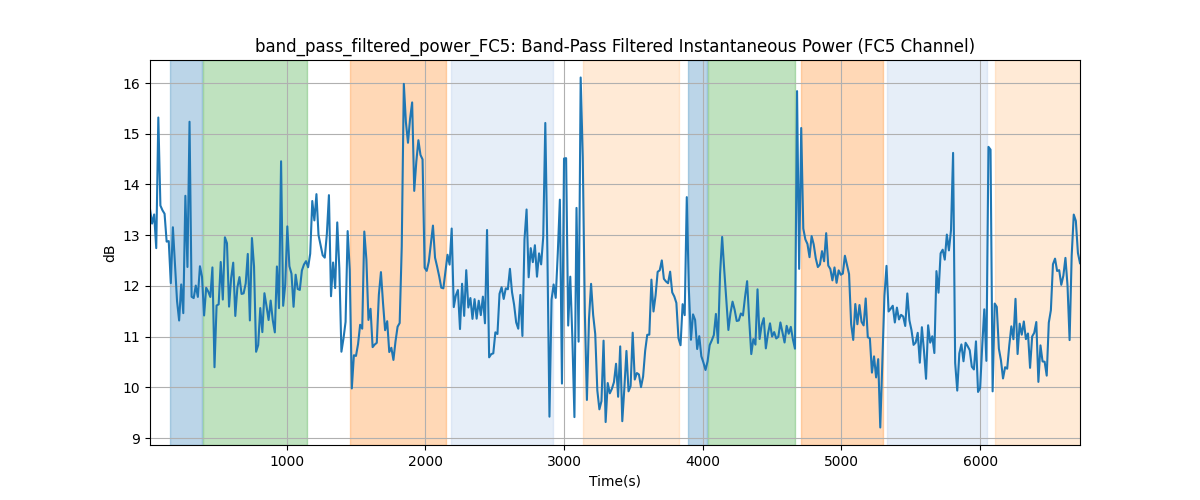 band_pass_filtered_power_FC5: Band-Pass Filtered Instantaneous Power (FC5 Channel)
16
15
14
13
12
11
10
9
dB
1000 2000 3000 4000 5000 6000
Time(s)